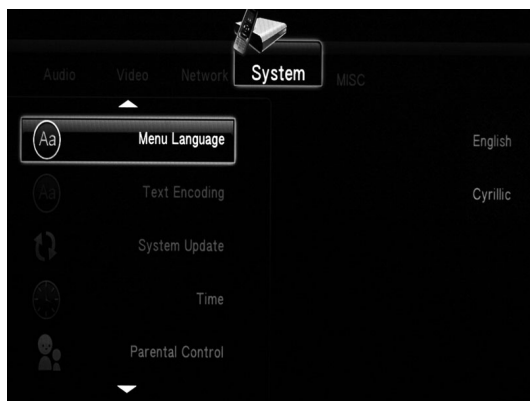 Audio Video Network System MISC
Aa Menu Language English
Aa Text Encoding Cyrillic
System Update
Time
Parental Control